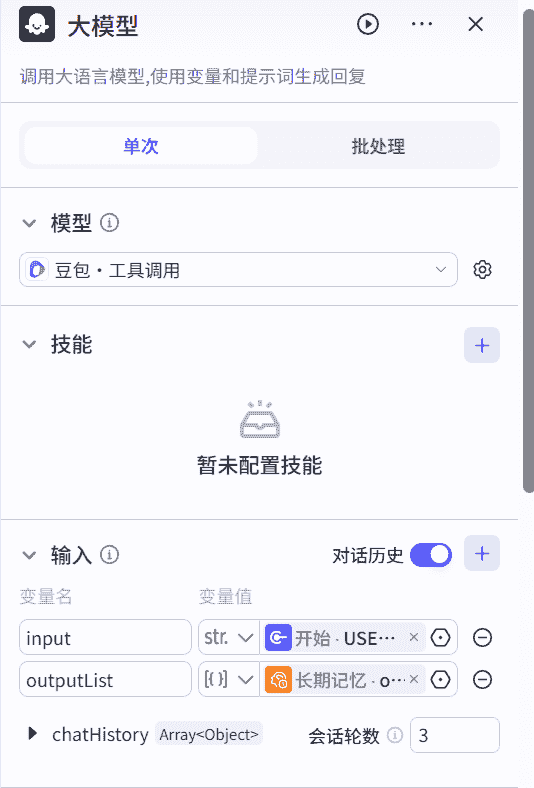 大模型
调用大语言模型,使用变量和提示词生成回复
单次 批处理
模型
豆包·工具调用
技能
暂未配置技能
输入 对话历史
变量名 变量值
input str. 开始 · USE···
outputList [{}] 长期记忆 · o···
chatHistory Array<Object> 会话轮数 3